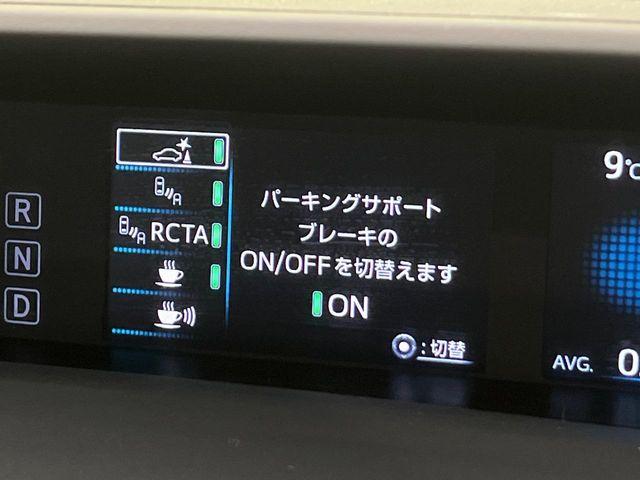 R
N
D
RCTA
パーキングサポート
ブレーキの
ON/OFFを切替えます
ON
:切替
9℃
AVG.
0.